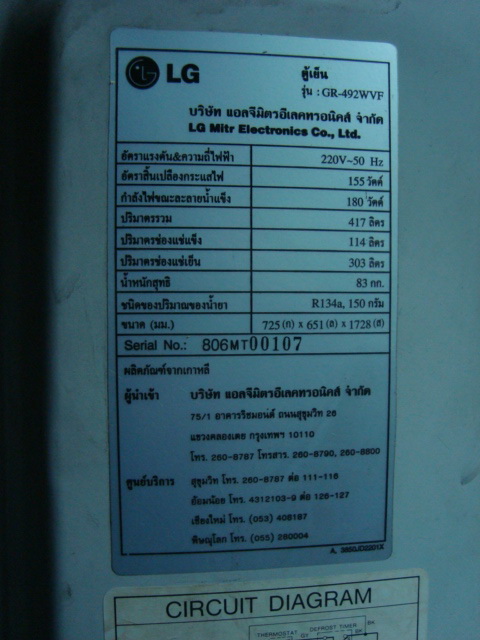 LG ตู้เย็น
รุ่น : GR-492WVF
บริษัท แอลจีมิตรอีเลคทรอนิคส์ จำกัด
LG Mitr Electronics Co., Ltd.
อัตราแรงดัน&ความถี่ไฟฟ้า 220V~50 Hz
อัตราสิ้นเปลืองกระแสไฟ 155 วัตต์
กำลังไฟขณะละลายน้ำแข็ง 180 วัตต์
ปริมาตรรวม 417 ลิตร
ปริมาตรช่องแช่แข็ง 114 ลิตร
ปริมาตรช่องแช่เย็น 303 ลิตร
น้ำหนักสุทธิ 83 กก.
ชนิดของปริมาณของน้ำยา R134a, 150 กรัม
ขนาด (มม.) 725 (ก) x 651 (ล) x 1728 (ส)
Serial No.: 806MT00107
ผลิตภัณฑ์จากเกาหลี
ผู้นำเข้า บริษัท แอลจีมิตรอีเลคทรอนิคส์ จำกัด
75/1 อาคารริชมอนด์ ถนนสุขุมวิท 26
แขวงคลองเตย กรุงเทพฯ 10110
โทร. 260-8787 โทรสาร. 260-8790, 260-8800
ศูนย์บริการ สุขุมวิท โทร. 260-8787 ต่อ 111-116
อ้อมน้อย โทร. 4312103-9 ต่อ 126-127
เชียงใหม่ โทร. (053) 408187
พิษณุโลก โทร. (055) 280004
A, 3850JD2201X
CIRCUIT DIAGRAM
THERMOSTAT DEFROST TIMER BK